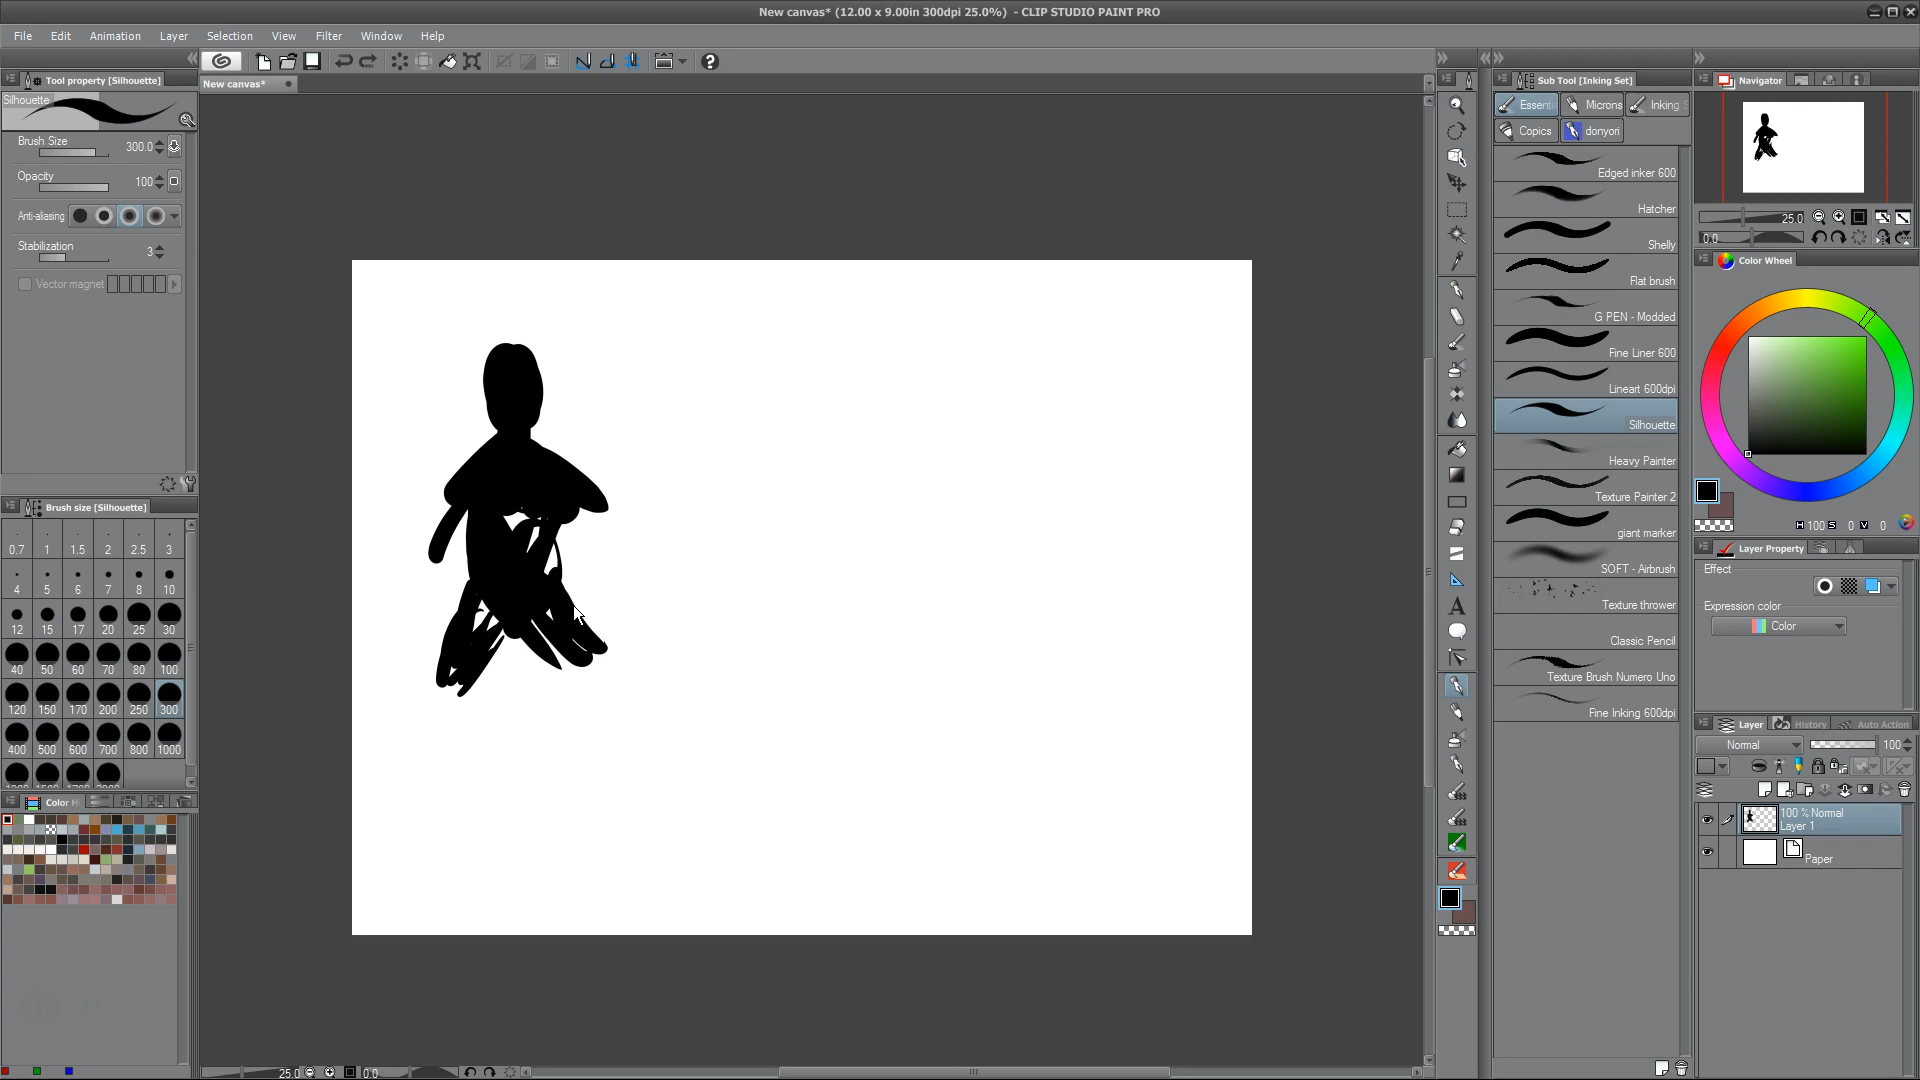 New canvas* (12.00 x 9.00in 300dpi 25.0%) - CLIP STUDIO PAINT PRO
File Edit Animation Layer Selection View Filter Window Help
Tool property [Silhouette]
New canvas*
Sub Tool [Inking Set]
Navigator
Silhouette
Brush Size 300.0
Opacity 100
Anti-aliasing
Stabilization 3
Vector magnet
Brush size [Silhouette]
0.7 1 1.5 2 2.5 3
4 5 6 7 8 10
12 15 17 20 25 30
40 50 60 70 80 100
120 150 170 200 250 300
400 500 600 700 800 1000
Color Hi
25.0 0.0
Essenti Microns Inking S
Copics donyori
Edged inker 600
Hatcher
Shelly
Flat brush
G PEN - Modded
Fine Liner 600
Lineart 600dpi
Silhouette
Heavy Painter
Texture Painter 2
giant marker
SOFT - Airbrush
Texture thrower
Classic Pencil
Texture Brush Numero Uno
Fine Inking 600dpi
25.0
0.0
Color Wheel
H 100 S 0 V 0
Layer Property
Effect
Expression color
Color
Layer History Auto Action
Normal 100
100 % Normal
Layer 1
Paper